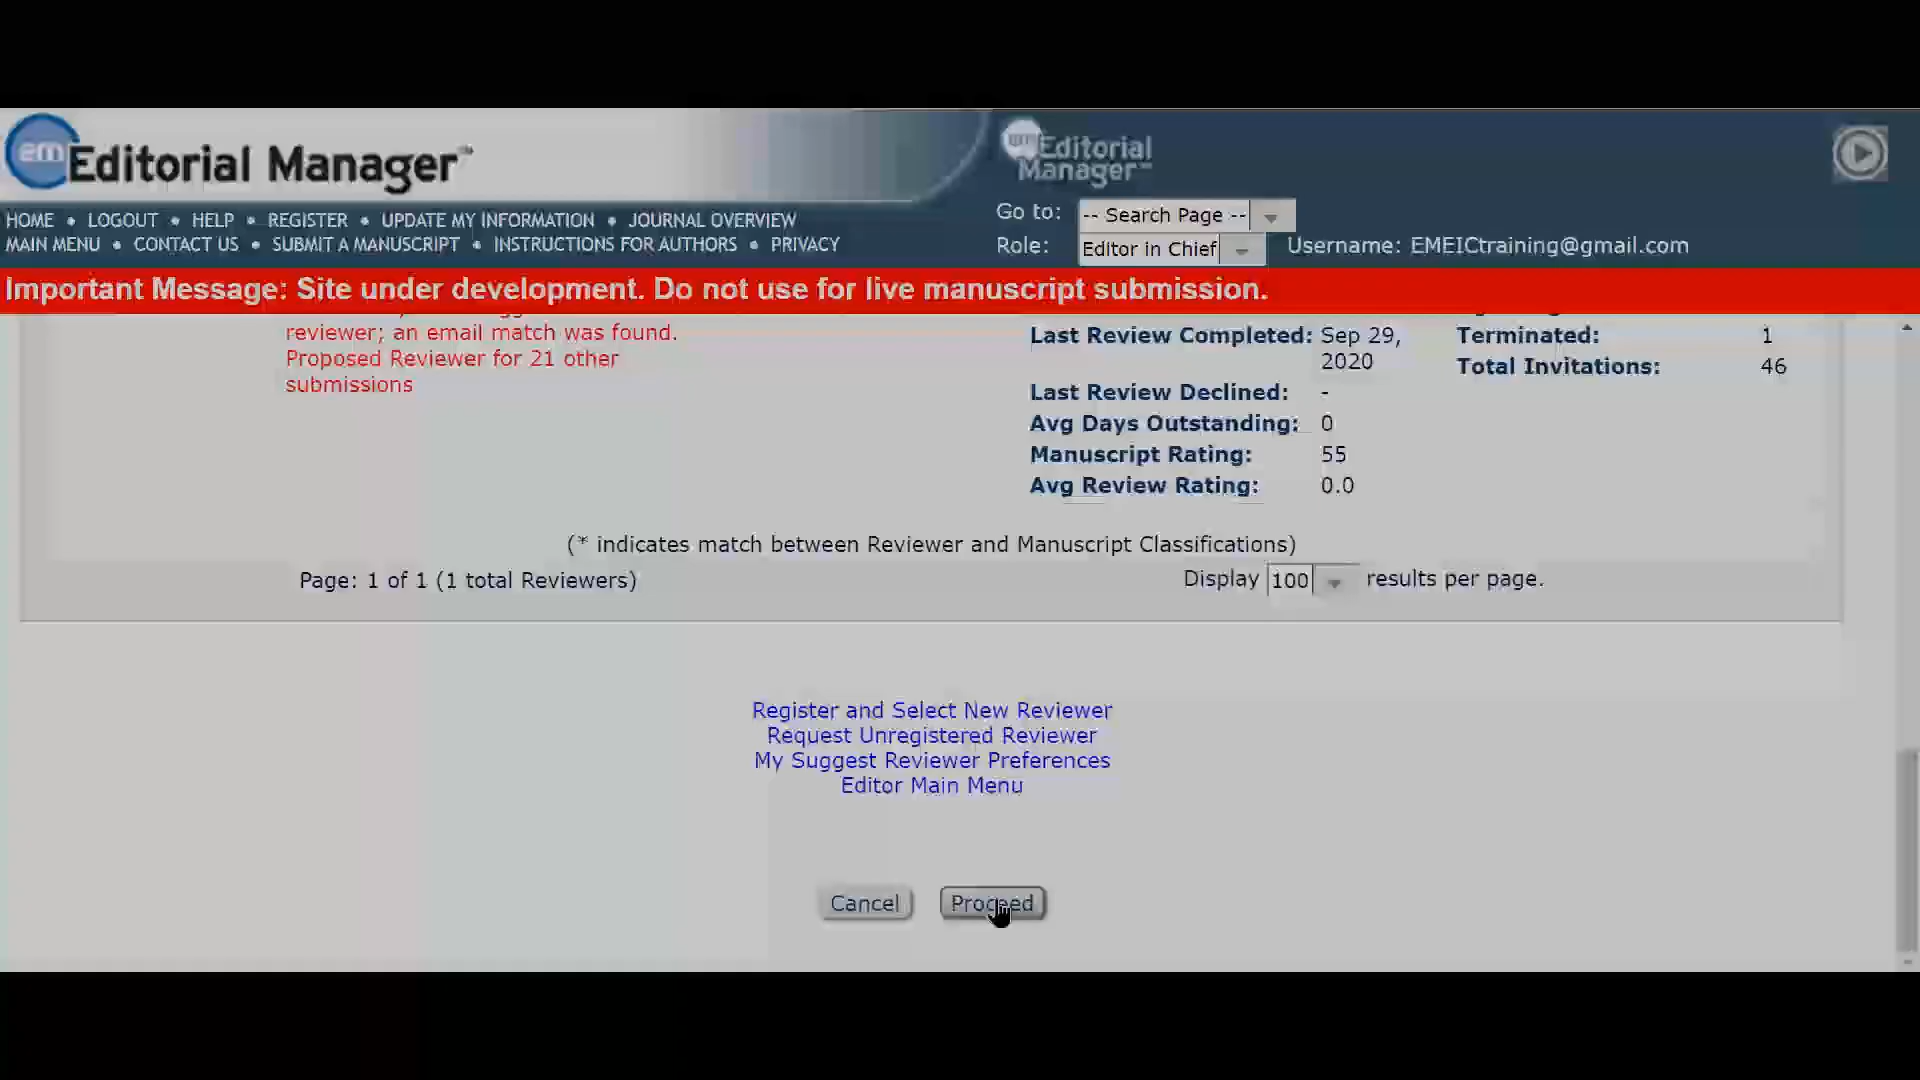 em Editorial Manager™
em Editorial Manager™
HOME • LOGOUT • HELP • REGISTER • UPDATE MY INFORMATION • JOURNAL OVERVIEW
MAIN MENU • CONTACT US • SUBMIT A MANUSCRIPT • INSTRUCTIONS FOR AUTHORS • PRIVACY
Go to: -- Search Page --
Role: Editor in Chief Username: EMEICtraining@gmail.com
Important Message: Site under development. Do not use for live manuscript submission.
reviewer; an email match was found.
Proposed Reviewer for 21 other
submissions
Last Review Completed: Sep 29,
2020
Last Review Declined: -
Avg Days Outstanding: 0
Manuscript Rating: 55
Avg Review Rating: 0.0
Terminated: 1
Total Invitations: 46
(* indicates match between Reviewer and Manuscript Classifications)
Page: 1 of 1 (1 total Reviewers)
Display 100 results per page.
Register and Select New Reviewer
Request Unregistered Reviewer
My Suggest Reviewer Preferences
Editor Main Menu
Cancel Proceed